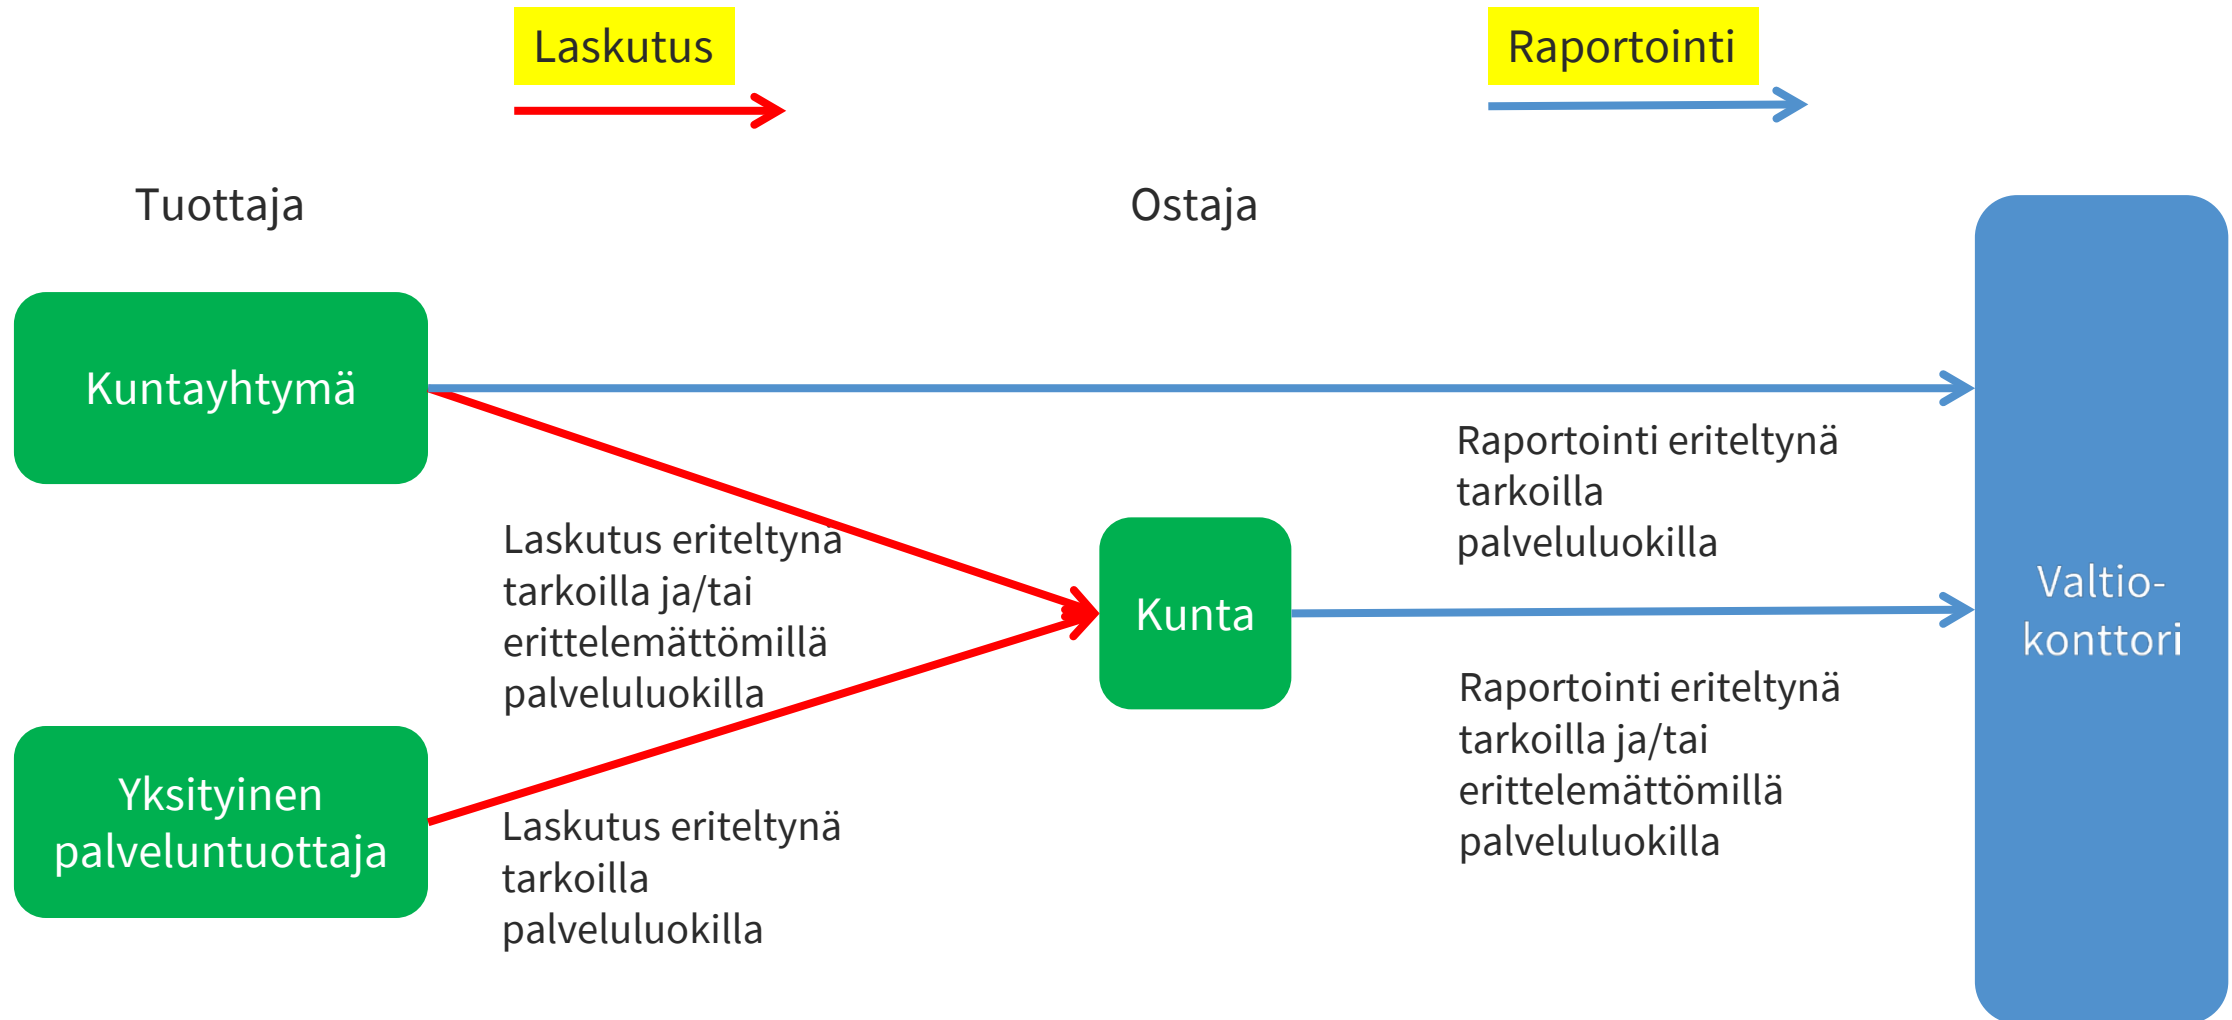 Laskutus
Raportointi
Tuottaja
Ostaja
Kuntayhtymä
Raportointi eriteltynä
tarkoilla
palveluluokilla
Laskutus eriteltynä
tarkoilla ja/tai
erittelemättömillä
palveluluokilla
Kunta
Valtio-
konttori
Raportointi eriteltynä
tarkoilla ja/tai
erittelemättömillä
palveluluokilla
Yksityinen
palveluntuottaja
Laskutus eriteltynä
tarkoilla
palveluluokilla